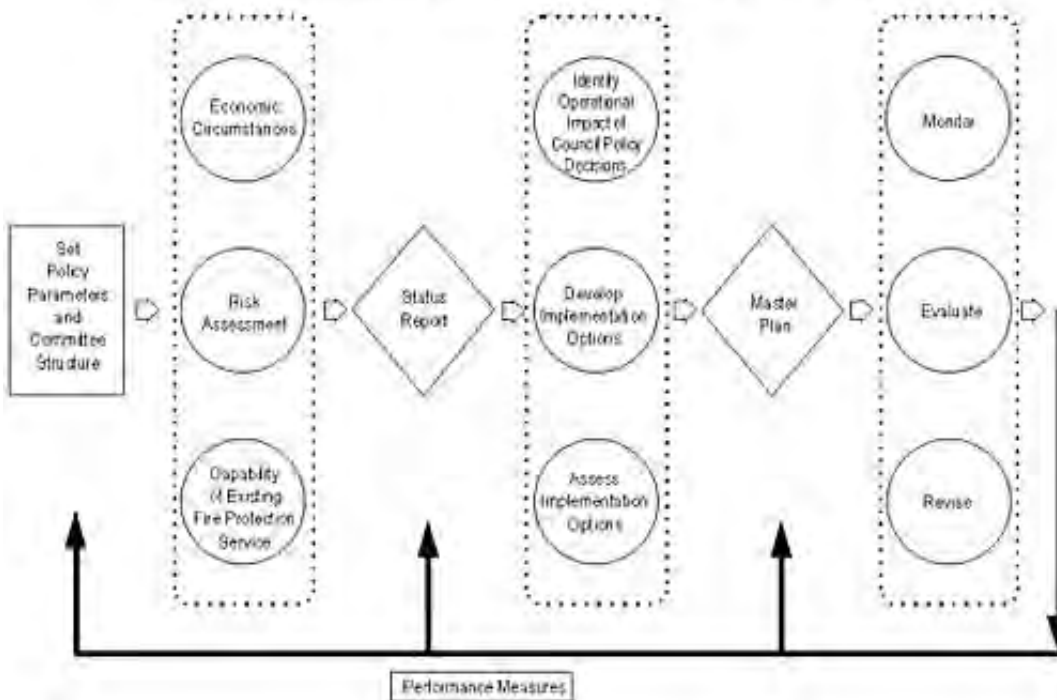 Set
Policy
Parameters
and
Committee
Structure
Economic
Circumstances
Risk
Assessment
Capability
of Existing
Fire Protection
Service
Status
Report
Identify
Operational
Impact of
Council Policy
Decisions
Develop
Implementation
Options
Assess
Implementation
Options
Master
Plan
Monitor
Evaluate
Revise
Performance Measures